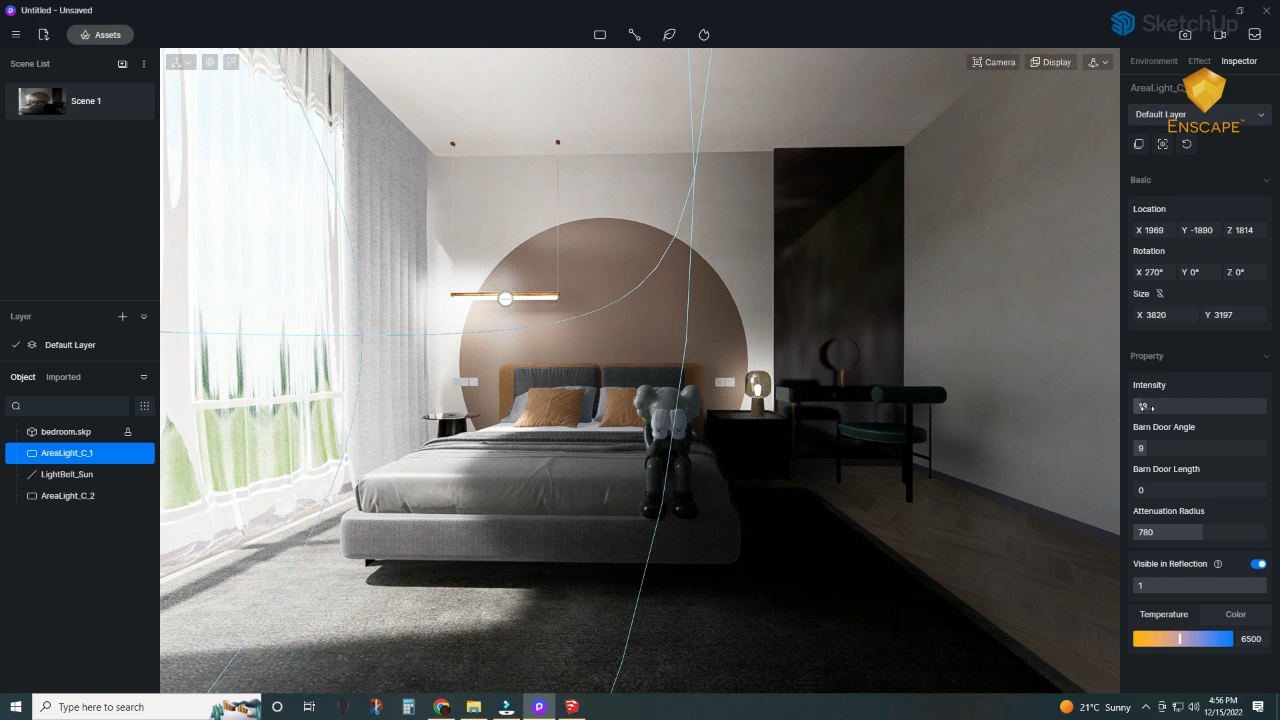 Untitled - Unsaved
SketchUp
Assets
Scene List
Scene 1
Camera
Display
Environment
Effect
Inspector
AreaLight_C_
Default Layer
ENSCAPE™
Basic
Location
X 1969
Y -1890
Z 1814
Rotation
X 270°
Y 0°
Z 0°
Size
X 3820
Y 3197
Layer
Default Layer
Object
Imported
bedroom.skp
AreaLight_C_1
LightBelt_Sun
AreaLight_C_2
Property
Intensity
Barn Door Angle
9
Barn Door Length
0
Attenuation Radius
780
Visible in Reflection
1
Temperature
Color
6500
Type here to search
21°C Sunny
4:56 PM
12/15/2022